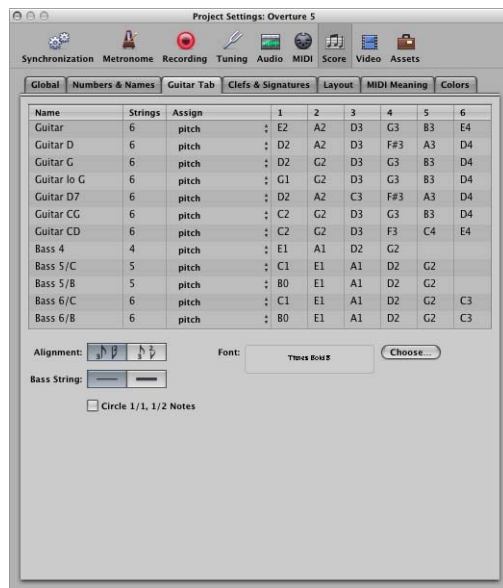 Project Settings: Overture 5
Synchronization Metronome Recording Tuning Audio MIDI Score Video Assets
Global Numbers & Names Guitar Tab Clefs & Signatures Layout MIDI Meaning Colors
Name Strings Assign 1 2 3 4 5 6
Guitar 6 pitch E2 A2 D3 G3 B3 E4
Guitar D 6 pitch D2 A2 D3 F#3 A3 D4
Guitar G 6 pitch D2 G2 D3 G3 B3 D4
Guitar lo G 6 pitch G1 G2 D3 G3 B3 D4
Guitar D7 6 pitch D2 A2 C3 F#3 A3 D4
Guitar CG 6 pitch C2 G2 D3 G3 B3 D4
Guitar CD 6 pitch C2 G2 D3 F3 C4 E4
Bass 4 4 pitch E1 A1 D2 G2
Bass 5/C 5 pitch C1 E1 A1 D2 G2
Bass 5/B 5 pitch B0 E1 A1 D2 G2
Bass 6/C 6 pitch C1 E1 A1 D2 G2 C3
Bass 6/B 6 pitch B0 E1 A1 D2 G2 C3
Alignment: 3 3 2 Font: Times Bold 8 Choose...
Bass String:
Circle 1/1, 1/2 Notes